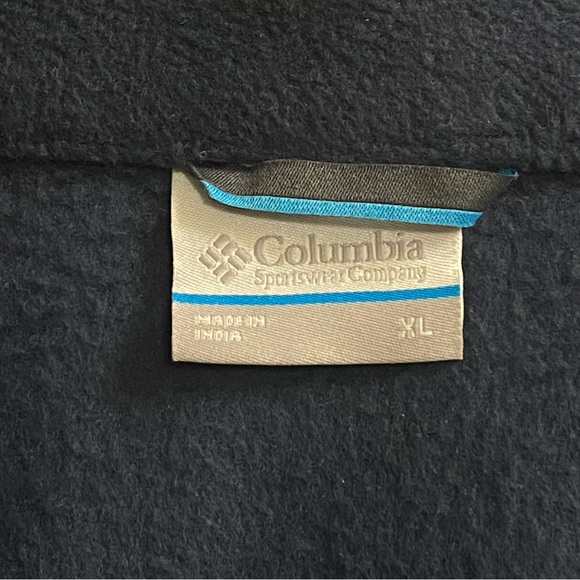 Columbia
Sportswear Company
MADE IN
INDIA
XL